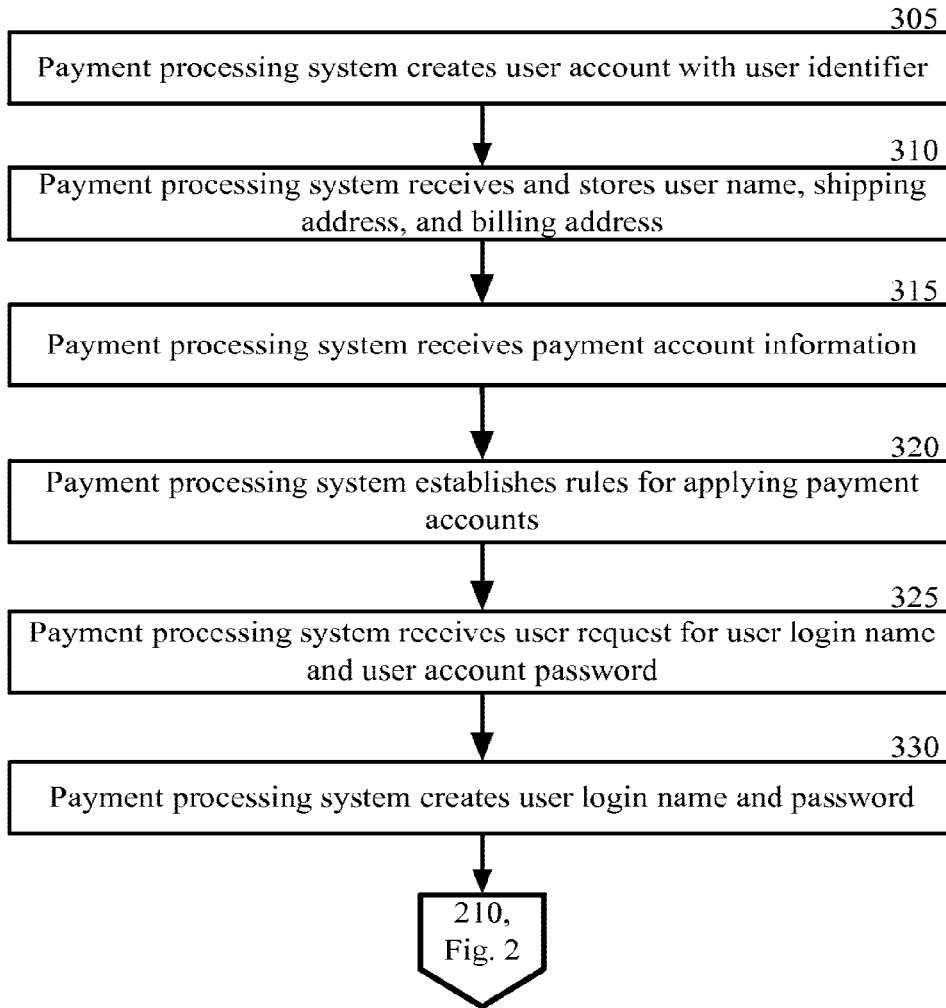 305
Payment processing system creates user account with user identifier
310
Payment processing system receives and stores user name, shipping
address, and billing address
315
Payment processing system receives payment account information
320
Payment processing system establishes rules for applying payment
accounts
325
Payment processing system receives user request for user login name
and user account password
330
Payment processing system creates user login name and password
210,
Fig. 2